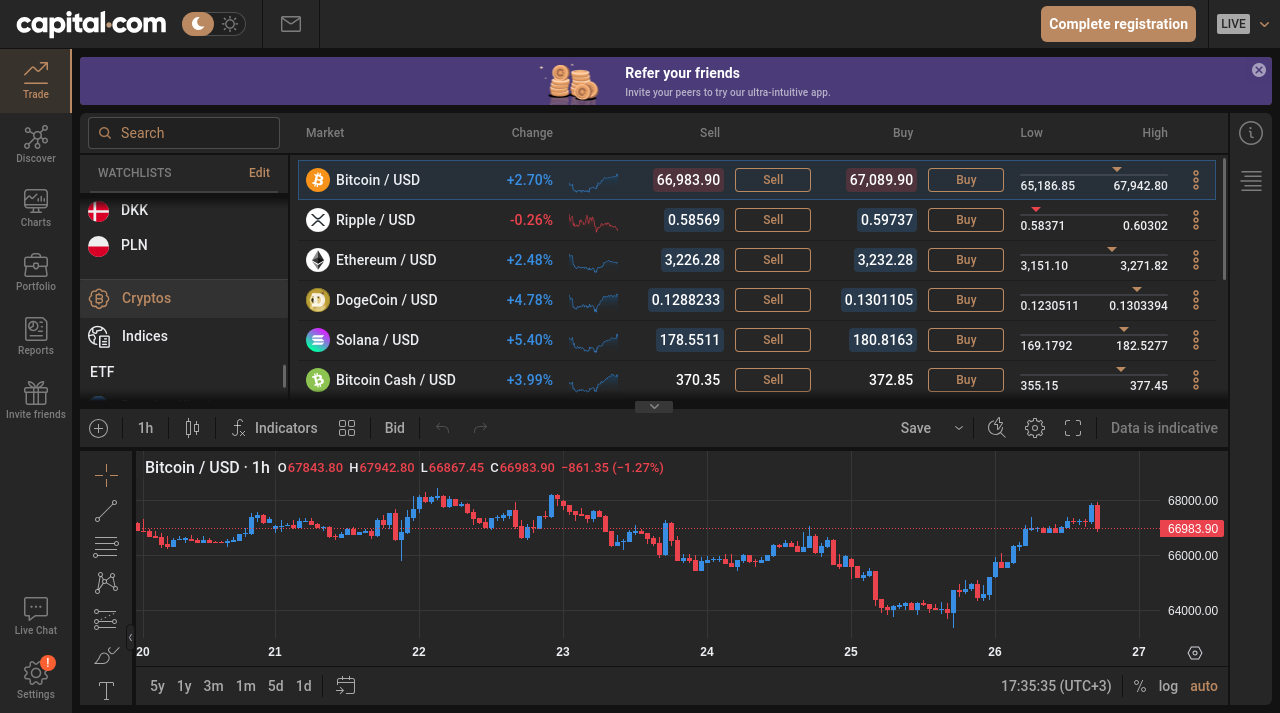 capital.com
Complete registration
LIVE
Trade
Discover
Charts
Portfolio
Reports
Invite friends
Live Chat
!
Settings
Refer your friends
Invite your peers to try our ultra-intuitive app.
Search
WATCHLISTS Edit
DKK
PLN
Cryptos
Indices
ETF
Market Change Sell Buy Low High
Bitcoin / USD +2.70% 66,983.90 Sell 67,089.90 Buy 65,186.85 67,942.80
Ripple / USD -0.26% 0.58569 Sell 0.59737 Buy 0.58371 0.60302
Ethereum / USD +2.48% 3,226.28 Sell 3,232.28 Buy 3,151.10 3,271.82
DogeCoin / USD +4.78% 0.1288233 Sell 0.1301105 Buy 0.1230511 0.1303394
Solana / USD +5.40% 178.5511 Sell 180.8163 Buy 169.1792 182.5277
Bitcoin Cash / USD +3.99% 370.35 Sell 372.85 Buy 355.15 377.45
1h Indicators Bid Save Data is indicative
Bitcoin / USD · 1h O67843.80 H67942.80 L66867.45 C66983.90 −861.35 (−1.27%)
68000.00
66983.90
66000.00
64000.00
20 21 22 23 24 25 26 27
5y 1y 3m 1m 5d 1d 17:35:35 (UTC+3) % log auto